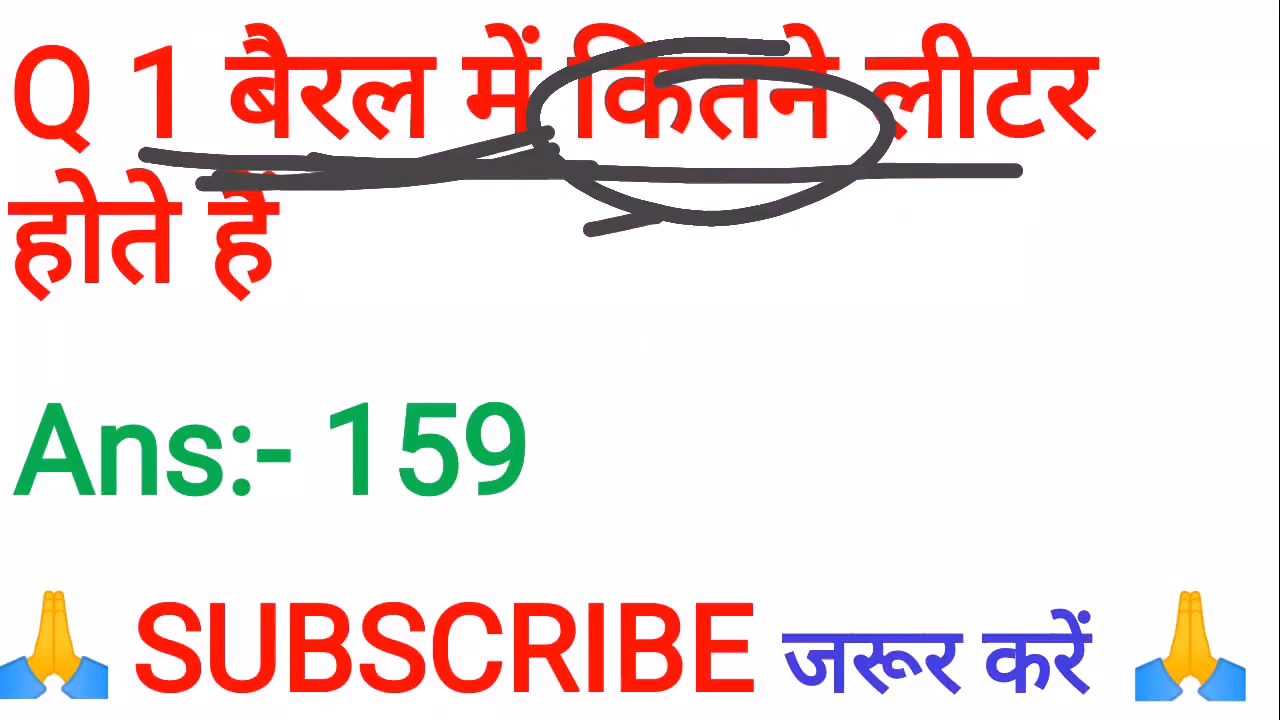 Q 1 बैरल में कितने लीटर
होते है
Ans:- 159
🙏 SUBSCRIBE जरूर करें 🙏